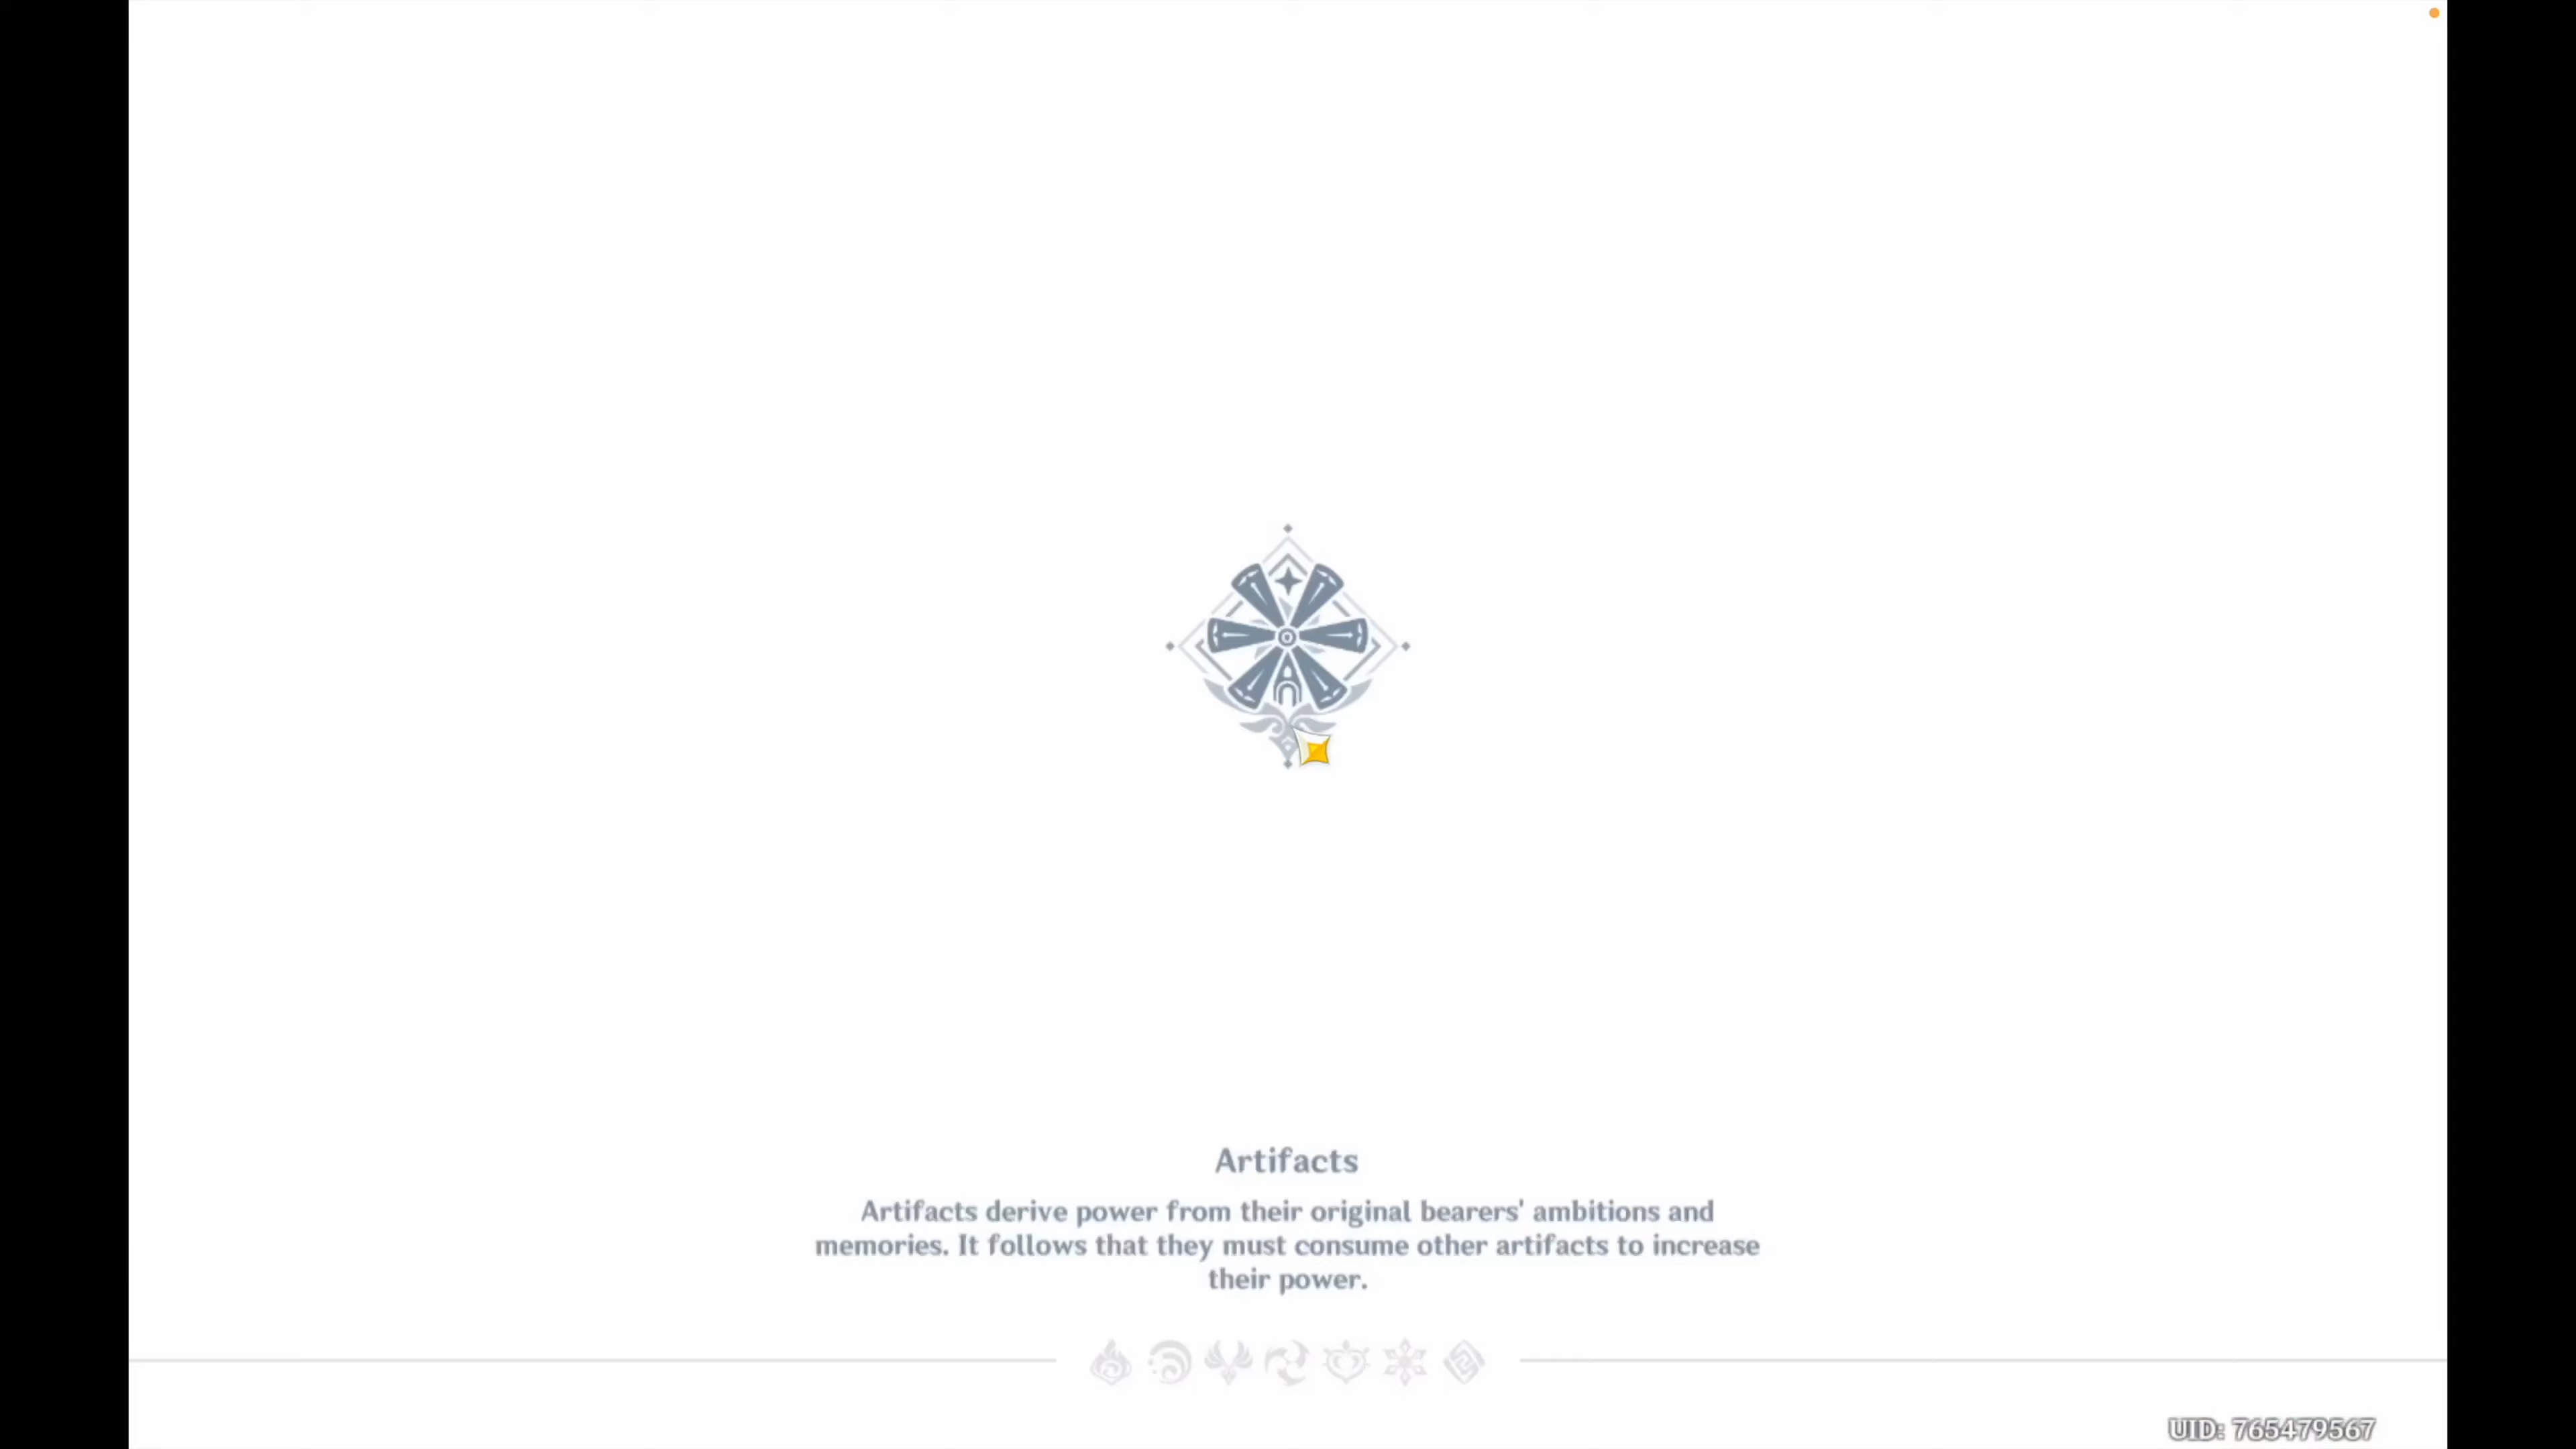 Artifacts
Artifacts derive power from their original bearers' ambitions and
memories. It follows that they must consume other artifacts to increase
their power.
UID: 765479567